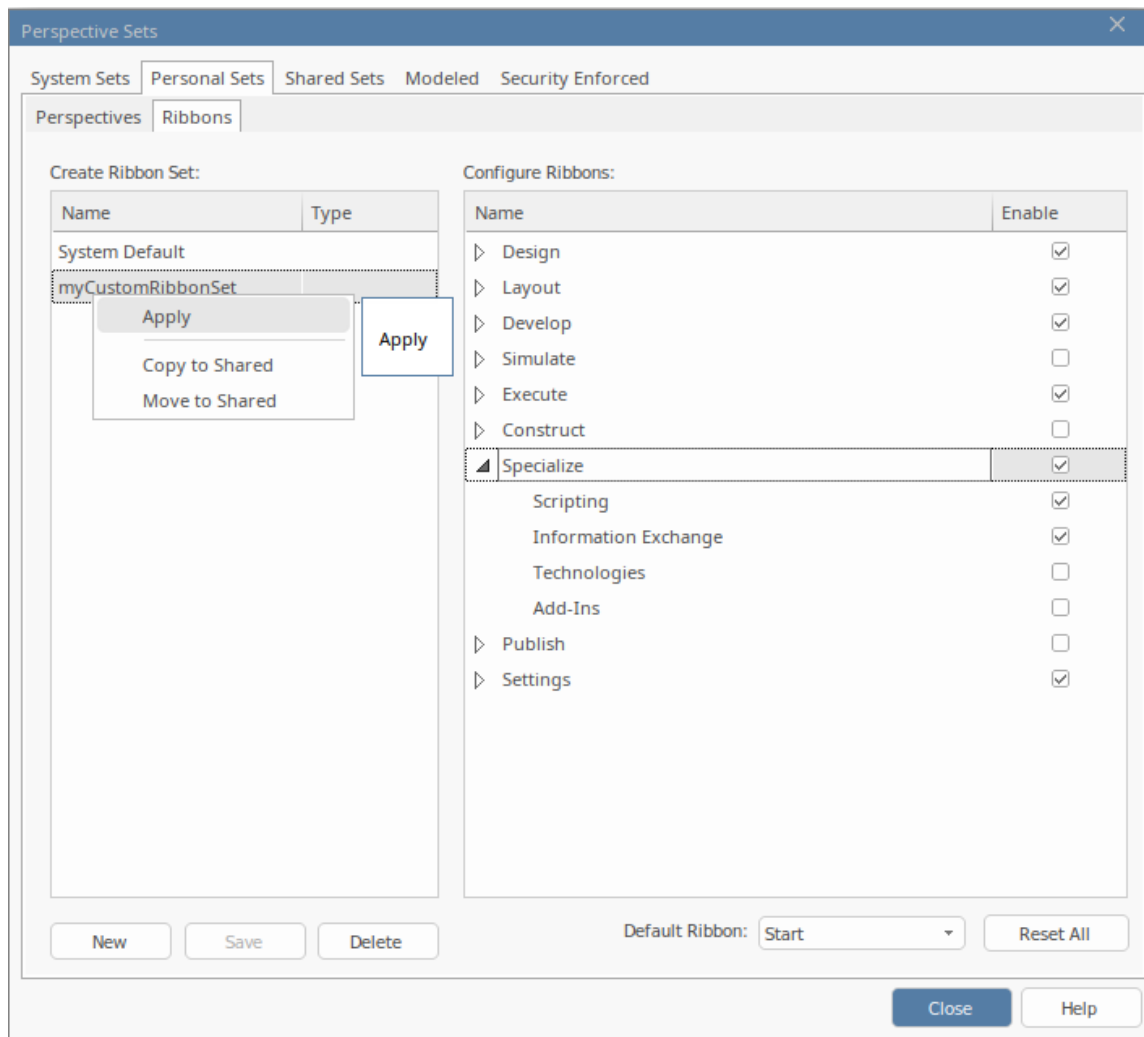 Perspective Sets
System Sets Personal Sets Shared Sets Modeled Security Enforced
Perspectives Ribbons
Create Ribbon Set:
Name Type
System Default
myCustomRibbonSet
Apply
Copy to Shared
Move to Shared
Apply
Configure Ribbons:
Name Enable
Design
Layout
Develop
Simulate
Execute
Construct
Specialize
Scripting
Information Exchange
Technologies
Add-Ins
Publish
Settings
New Save Delete
Default Ribbon: Start Reset All
Close Help